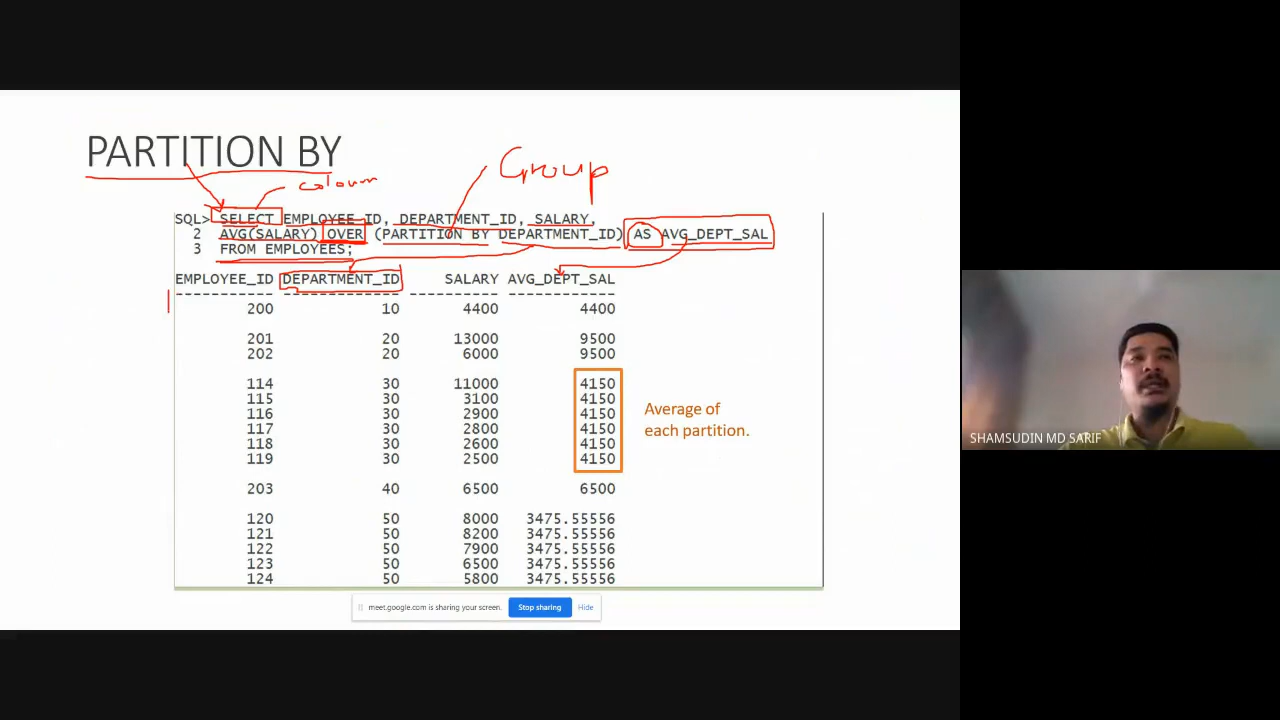 PARTITION BY
Group
coloumn
SQL> SELECT EMPLOYEE_ID, DEPARTMENT_ID, SALARY,
2 AVG(SALARY) OVER (PARTITION BY DEPARTMENT_ID) AS AVG_DEPT_SAL
3 FROM EMPLOYEES;
EMPLOYEE_ID DEPARTMENT_ID SALARY AVG_DEPT_SAL
----------- ------------- ---------- ------------
200 10 4400 4400
201 20 13000 9500
202 20 6000 9500
114 30 11000 4150
115 30 3100 4150
116 30 2900 4150
117 30 2800 4150
118 30 2600 4150
119 30 2500 4150
Average of
each partition.
203 40 6500 6500
120 50 8000 3475.55556
121 50 8200 3475.55556
122 50 7900 3475.55556
123 50 6500 3475.55556
124 50 5800 3475.55556
meet.google.com is sharing your screen. Stop sharing Hide
SHAMSUDIN MD SARIF